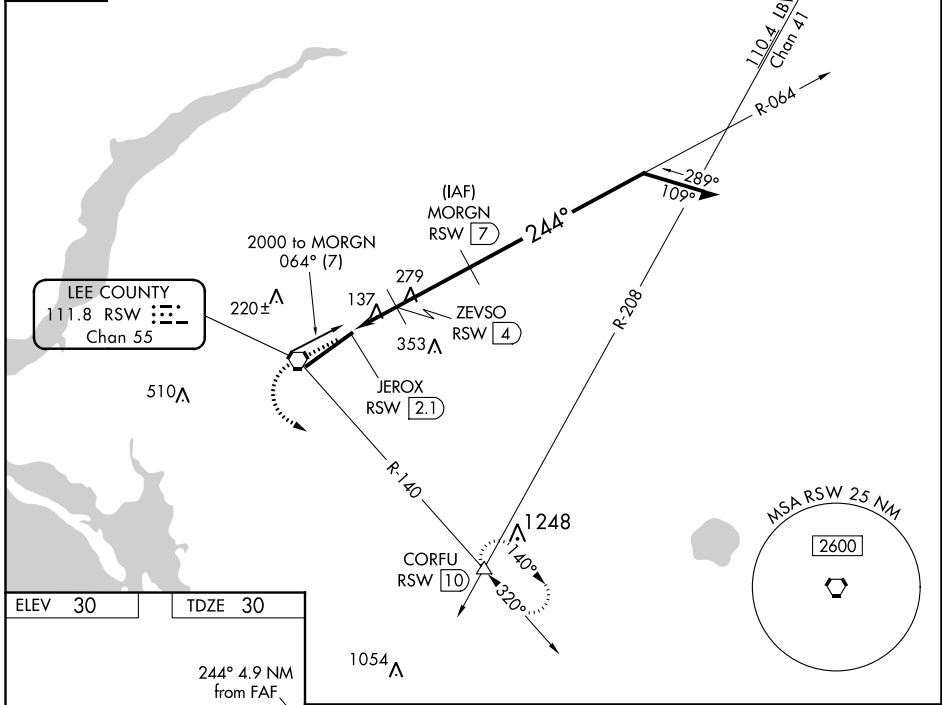 110.4 LBV
Chan 41
R-064
289°
109°
(IAF)
MORGN
RSW 7
244°
2000 to MORGN
064° (7)
279
LEE COUNTY
111.8 RSW
Chan 55
220±
137
ZEVSO
RSW 4
353
R-208
510
JEROX
RSW 2.1
R-140
MSA RSW 25 NM
2600
1248
CORFU
RSW 10
140°
320°
ELEV 30
TDZE 30
1054
244° 4.9 NM
from FAF